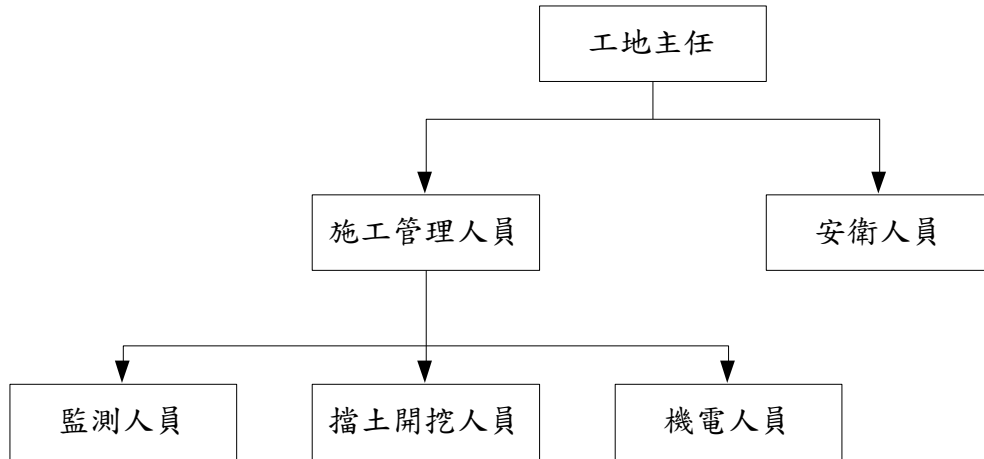 工地主任
施工管理人員
安衛人員
監測人員
擋土開挖人員
機電人員